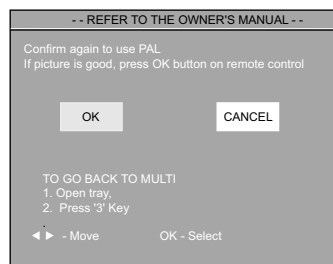 - - REFER TO THE OWNER'S MANUAL - -
Confirm again to use PAL
If picture is good, press OK button on remote control
OK CANCEL
TO GO BACK TO MULTI
1. Open tray,
2. Press '3' Key
◄ ► - Move OK - Select